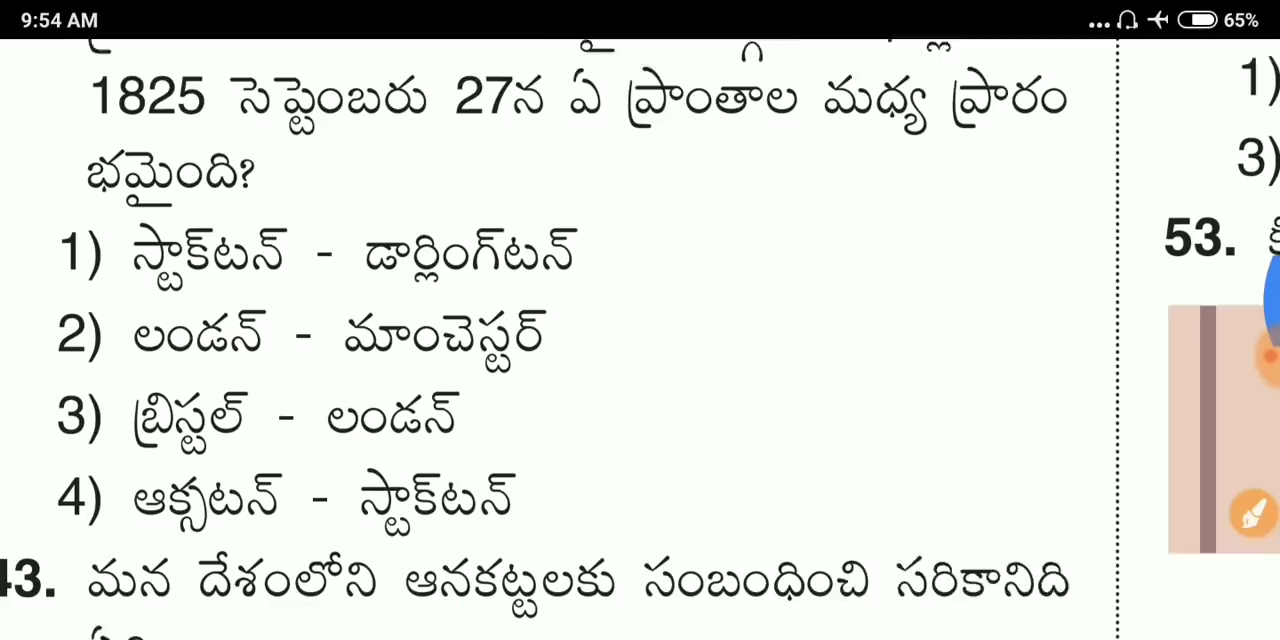 9:54 AM
65%
1825 సెప్టెంబరు 27న ఏ ప్రాంతాల మధ్య ప్రారం
భమైంది?
1) స్టాక్‌టన్ - డార్లింగ్‌టన్
2) లండన్ - మాంచెస్టర్
3) బ్రిస్టల్ - లండన్
4) ఆక్సటన్ - స్టాక్‌టన్
43. మన దేశంలోని ఆనకట్టలకు సంబంధించి సరికానిది
1)
3)
53.